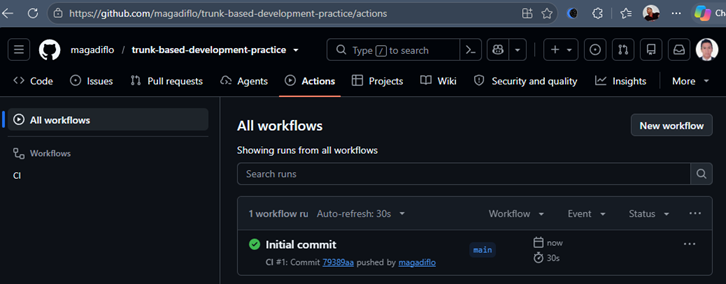 https://github.com/magadiflo/trunk-based-development-practice/actions
Cha
magadiflo / trunk-based-development-practice
Type / to search
Code Issues Pull requests Agents Actions Projects Wiki Security and quality Insights More
All workflows
Workflows
CI
All workflows
New workflow
Showing runs from all workflows
Search runs
1 workflow ru Auto-refresh: 30s Workflow Event Status
Initial commit
main
now
CI #1: Commit 79389aa pushed by magadiflo
30s